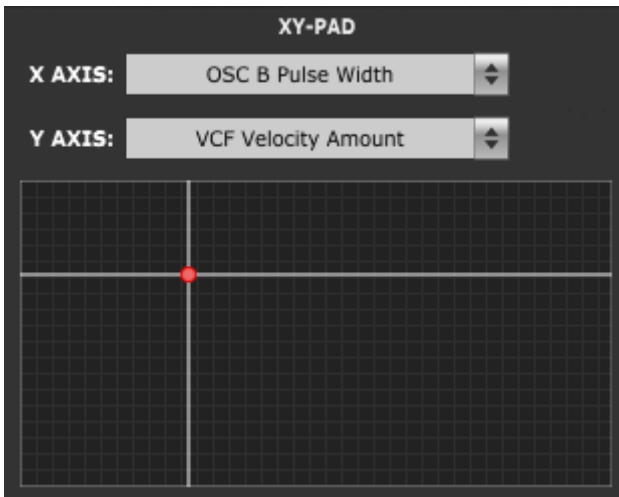 XY-PAD
X AXIS: OSC B Pulse Width
Y AXIS: VCF Velocity Amount